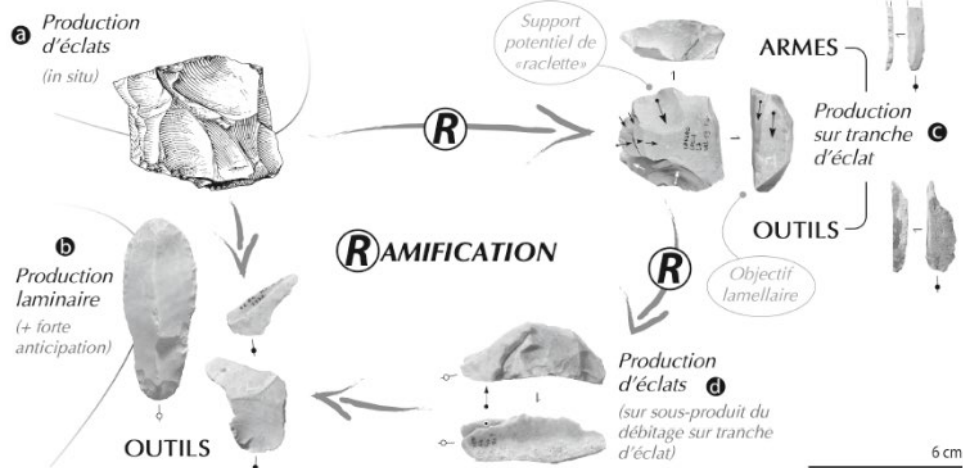 a Production
d'éclats
(in situ)
Support
potentiel de
«raclette»
ARMES
Production
sur tranche c
d'éclat
OUTILS
R
b
Production
laminaire
(+ forte
anticipation)
RAMIFICATION
R
Objectif
lamellaire
Production
d'éclats d
(sur sous-produit du
débitage sur tranche
d'éclat)
OUTILS
6 cm